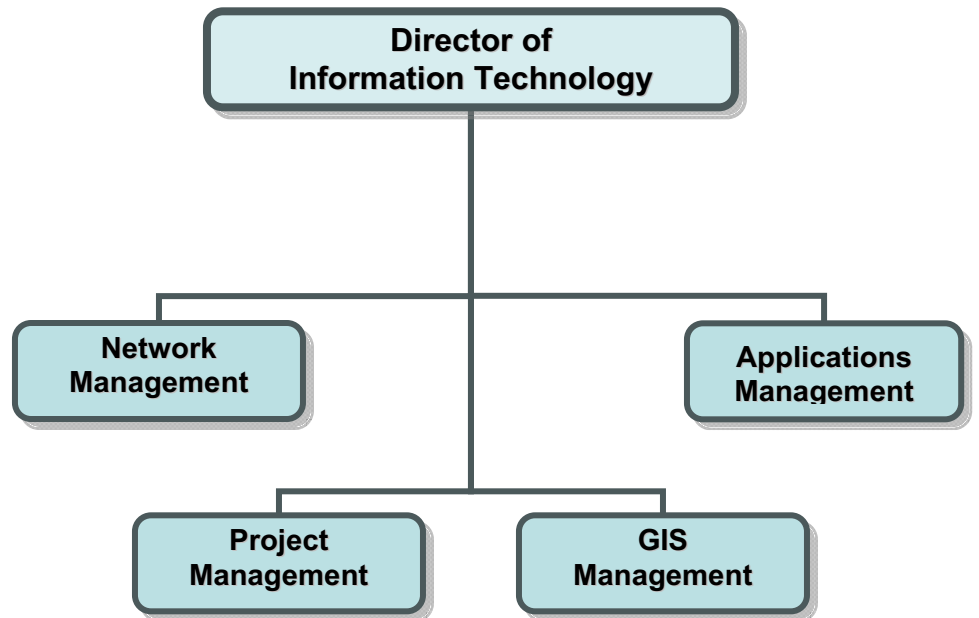 Director of
Information Technology
Network
Management
Applications
Management
Project
Management
GIS
Management